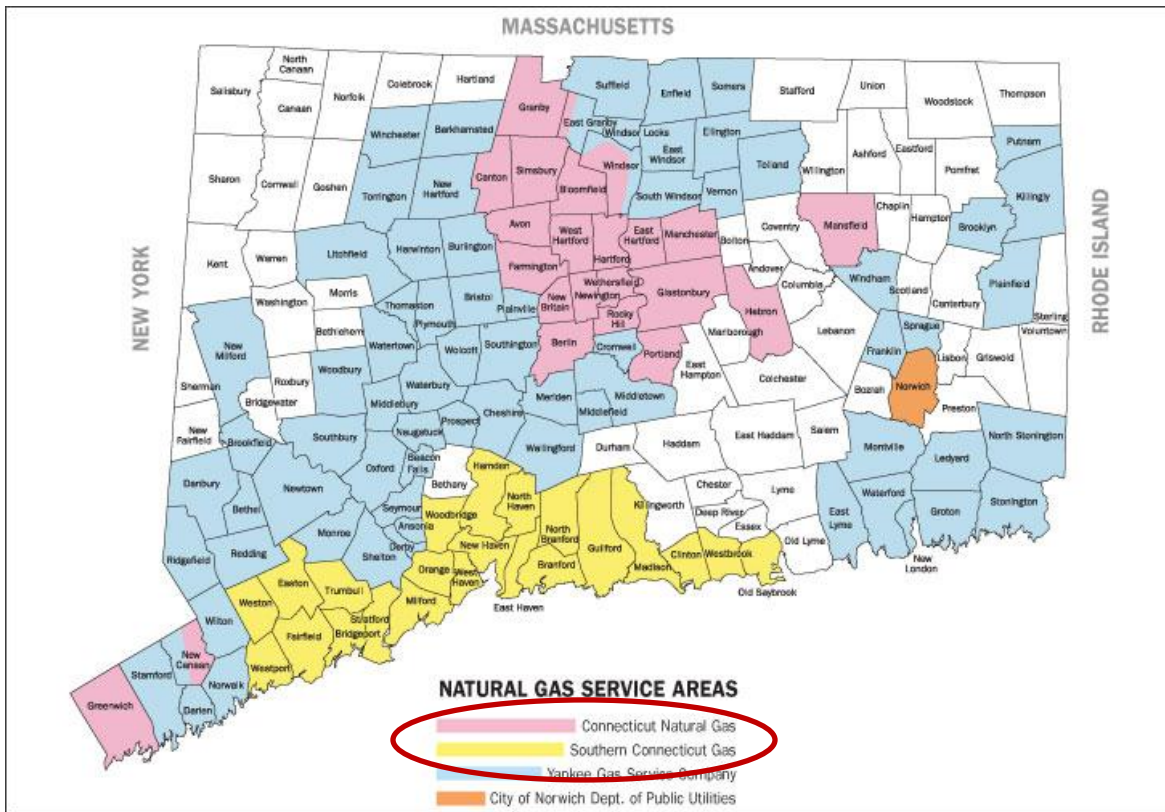 MASSACHUSETTS
NEW YORK
RHODE ISLAND
Salisbury
North Canaan
Canaan
Norfolk
Colebrook
Hartland
Granby
Suffield
East Granby
Windsor Locks
Enfield
Somers
Stafford
Union
Woodstock
Thompson
Sharon
Cornwall
Goshen
Winchester
Barkhamsted
Torrington
New Hartford
Canton
Simsbury
Bloomfield
Windsor
East Windsor
Ellington
South Windsor
Vernon
Tolland
Willington
Ashford
Eastford
Pomfret
Putnam
Killingly
Kent
Warren
Litchfield
Harwinton
Burlington
Avon
West Hartford
Hartford
East Hartford
Manchester
Bolton
Coventry
Mansfield
Chaplin
Hampton
Brooklyn
Washington
Morris
Bethlehem
Thomaston
Plymouth
Bristol
Plainville
Farmington
New Britain
Newington
Wethersfield
Rocky Hill
Glastonbury
Andover
Columbia
Hebron
Windham
Scotland
Canterbury
Plainfield
Sterling
Voluntown
New Milford
Sherman
Roxbury
Bridgewater
Woodbury
Watertown
Wolcott
Southington
Berlin
Cromwell
Portland
Marlborough
East Hampton
Lebanon
Colchester
Franklin
Sprague
Lisbon
Griswold
Norwich
Bozrah
Preston
New Fairfield
Brookfield
Southbury
Middlebury
Waterbury
Naugatuck
Prospect
Cheshire
Meriden
Middlefield
Middletown
Wallingford
Durham
Haddam
East Haddam
Salem
Montville
Ledyard
North Stonington
Danbury
Bethel
Newtown
Oxford
Beacon Falls
Bethany
Hamden
North Haven
Seymour
Ansonia
Derby
Woodbridge
New Haven
North Branford
Branford
Guilford
Killingworth
Madison
Chester
Deep River
Essex
Lyme
Old Lyme
East Lyme
Waterford
Groton
Stonington
New London
Ridgefield
Redding
Monroe
Shelton
Orange
West Haven
East Haven
Clinton
Westbrook
Old Saybrook
Weston
Easton
Trumbull
Stratford
Milford
Bridgeport
Fairfield
Wilton
Westport
Norwalk
New Canaan
Darien
Stamford
Greenwich
NATURAL GAS SERVICE AREAS
Connecticut Natural Gas
Southern Connecticut Gas
Yankee Gas Service Company
City of Norwich Dept. of Public Utilities